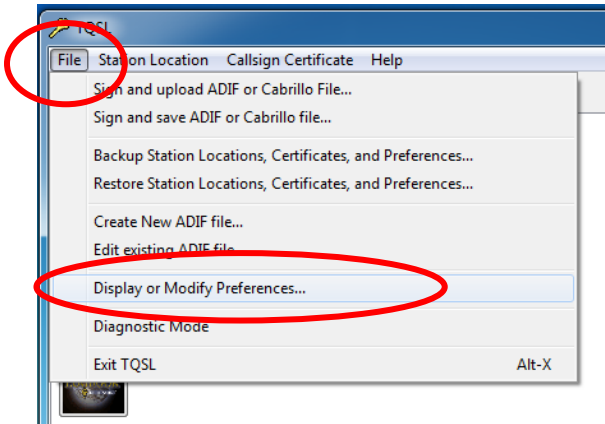 TQSL
File Station Location Callsign Certificate Help
Sign and upload ADIF or Cabrillo File...
Sign and save ADIF or Cabrillo file...
Backup Station Locations, Certificates, and Preferences...
Restore Station Locations, Certificates, and Preferences...
Create New ADIF file...
Edit existing ADIF file...
Display or Modify Preferences...
Diagnostic Mode
Exit TQSL Alt-X